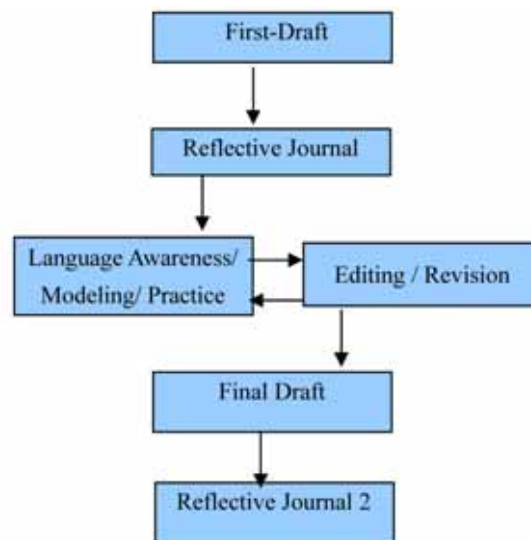 First-Draft
Reflective Journal
Language Awareness/
Modeling/ Practice
Editing / Revision
Final Draft
Reflective Journal 2